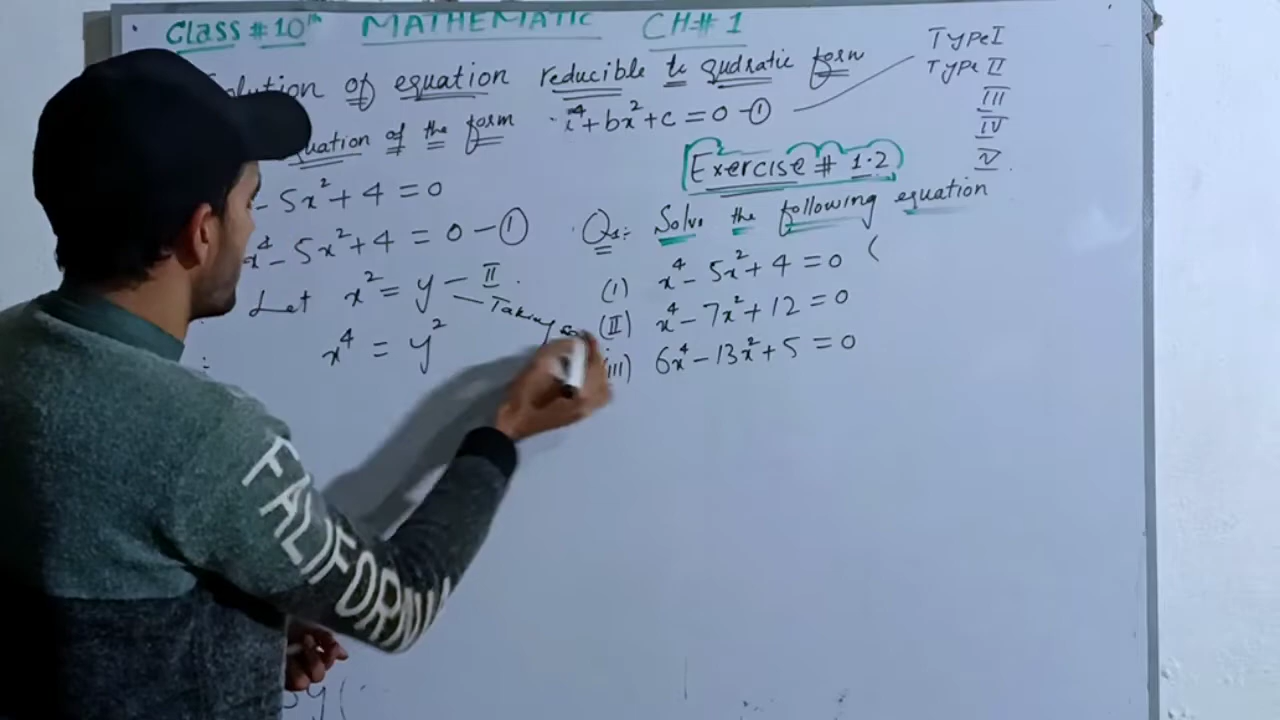 Class # 10th MATHEMATIC CH# 1
of equation reducible to qudratic form
of the form x⁴+bx²+c=0-①
Type I
Type II
III
IV
V
Exercise # 1.2
- 5x²+4=0
x⁴-5x²+4=0-①
Let x²=y-II
Taking
x⁴=y²
Qs:- Solve the following equation
(I) x⁴-5x²+4=0 (
(II) x⁴-7x²+12=0
(III) 6x⁴-13x²+5=0
FALIFORNIA